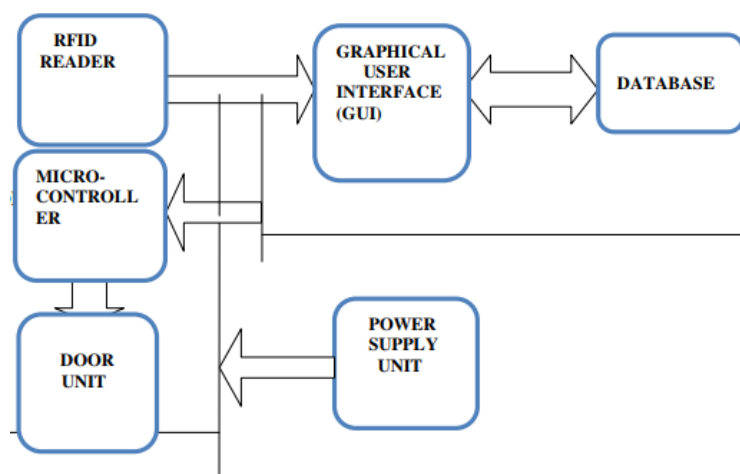 RFID
READER
GRAPHICAL
USER
INTERFACE
(GUI)
DATABASE
MICRO-
CONTROLL
ER
DOOR
UNIT
POWER
SUPPLY
UNIT